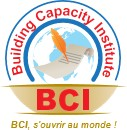 Building Capacity Institute
BCI
BCI, s'ouvrir au monde !